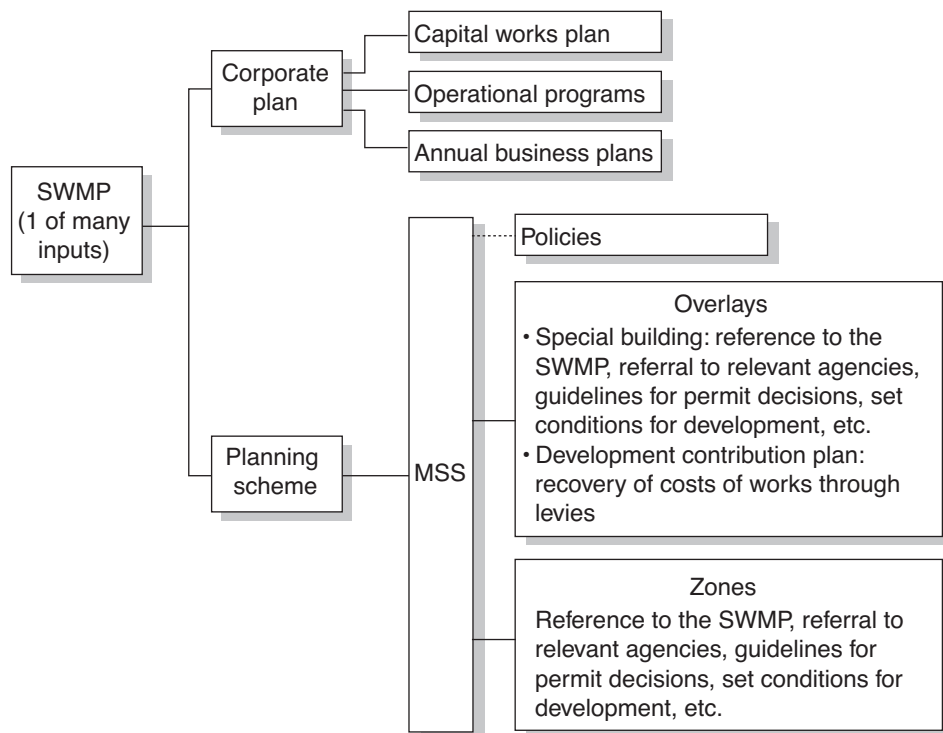 SWMP
(1 of many
inputs)
Corporate
plan
Capital works plan
Operational programs
Annual business plans
Planning
scheme
MSS
Policies
Overlays
• Special building: reference to the
SWMP, referral to relevant agencies,
guidelines for permit decisions, set
conditions for development, etc.
• Development contribution plan:
recovery of costs of works through
levies
Zones
Reference to the SWMP, referral to
relevant agencies, guidelines for
permit decisions, set conditions for
development, etc.